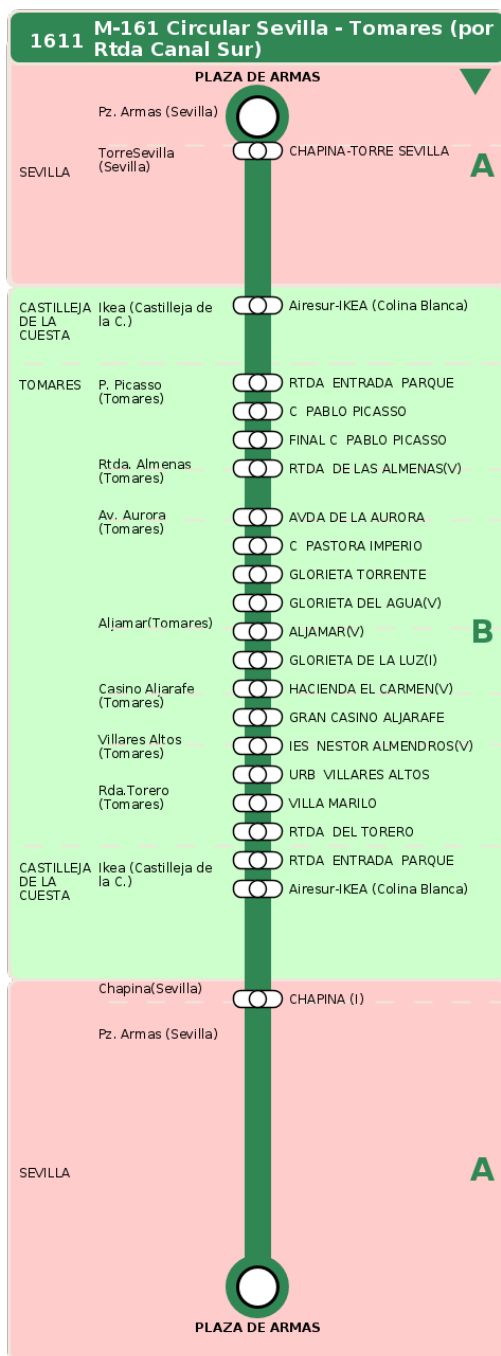 1611 M-161 Circular Sevilla - Tomares (por
Rtda Canal Sur)
PLAZA DE ARMAS
Pz. Armas (Sevilla)
TorreSevilla
(Sevilla)
CHAPINA-TORRE SEVILLA
A
SEVILLA
CASTILLEJA
DE LA
CUESTA
Ikea (Castilleja de
la C.)
Airesur-IKEA (Colina Blanca)
TOMARES
P. Picasso
(Tomares)
RTDA ENTRADA PARQUE
C PABLO PICASSO
FINAL C PABLO PICASSO
Rtda. Almenas
(Tomares)
RTDA DE LAS ALMENAS(V)
Av. Aurora
(Tomares)
AVDA DE LA AURORA
C PASTORA IMPERIO
GLORIETA TORRENTE
GLORIETA DEL AGUA(V)
Aljamar(Tomares)
ALJAMAR(V)
B
GLORIETA DE LA LUZ(I)
Casino Aljarafe
(Tomares)
HACIENDA EL CARMEN(V)
GRAN CASINO ALJARAFE
Villares Altos
(Tomares)
IES NESTOR ALMENDROS(V)
URB VILLARES ALTOS
Rda.Torero
(Tomares)
VILLA MARILO
RTDA DEL TORERO
RTDA ENTRADA PARQUE
CASTILLEJA
DE LA
CUESTA
Ikea (Castilleja de
la C.)
Airesur-IKEA (Colina Blanca)
Chapina(Sevilla)
CHAPINA (I)
Pz. Armas (Sevilla)
SEVILLA
A
PLAZA DE ARMAS